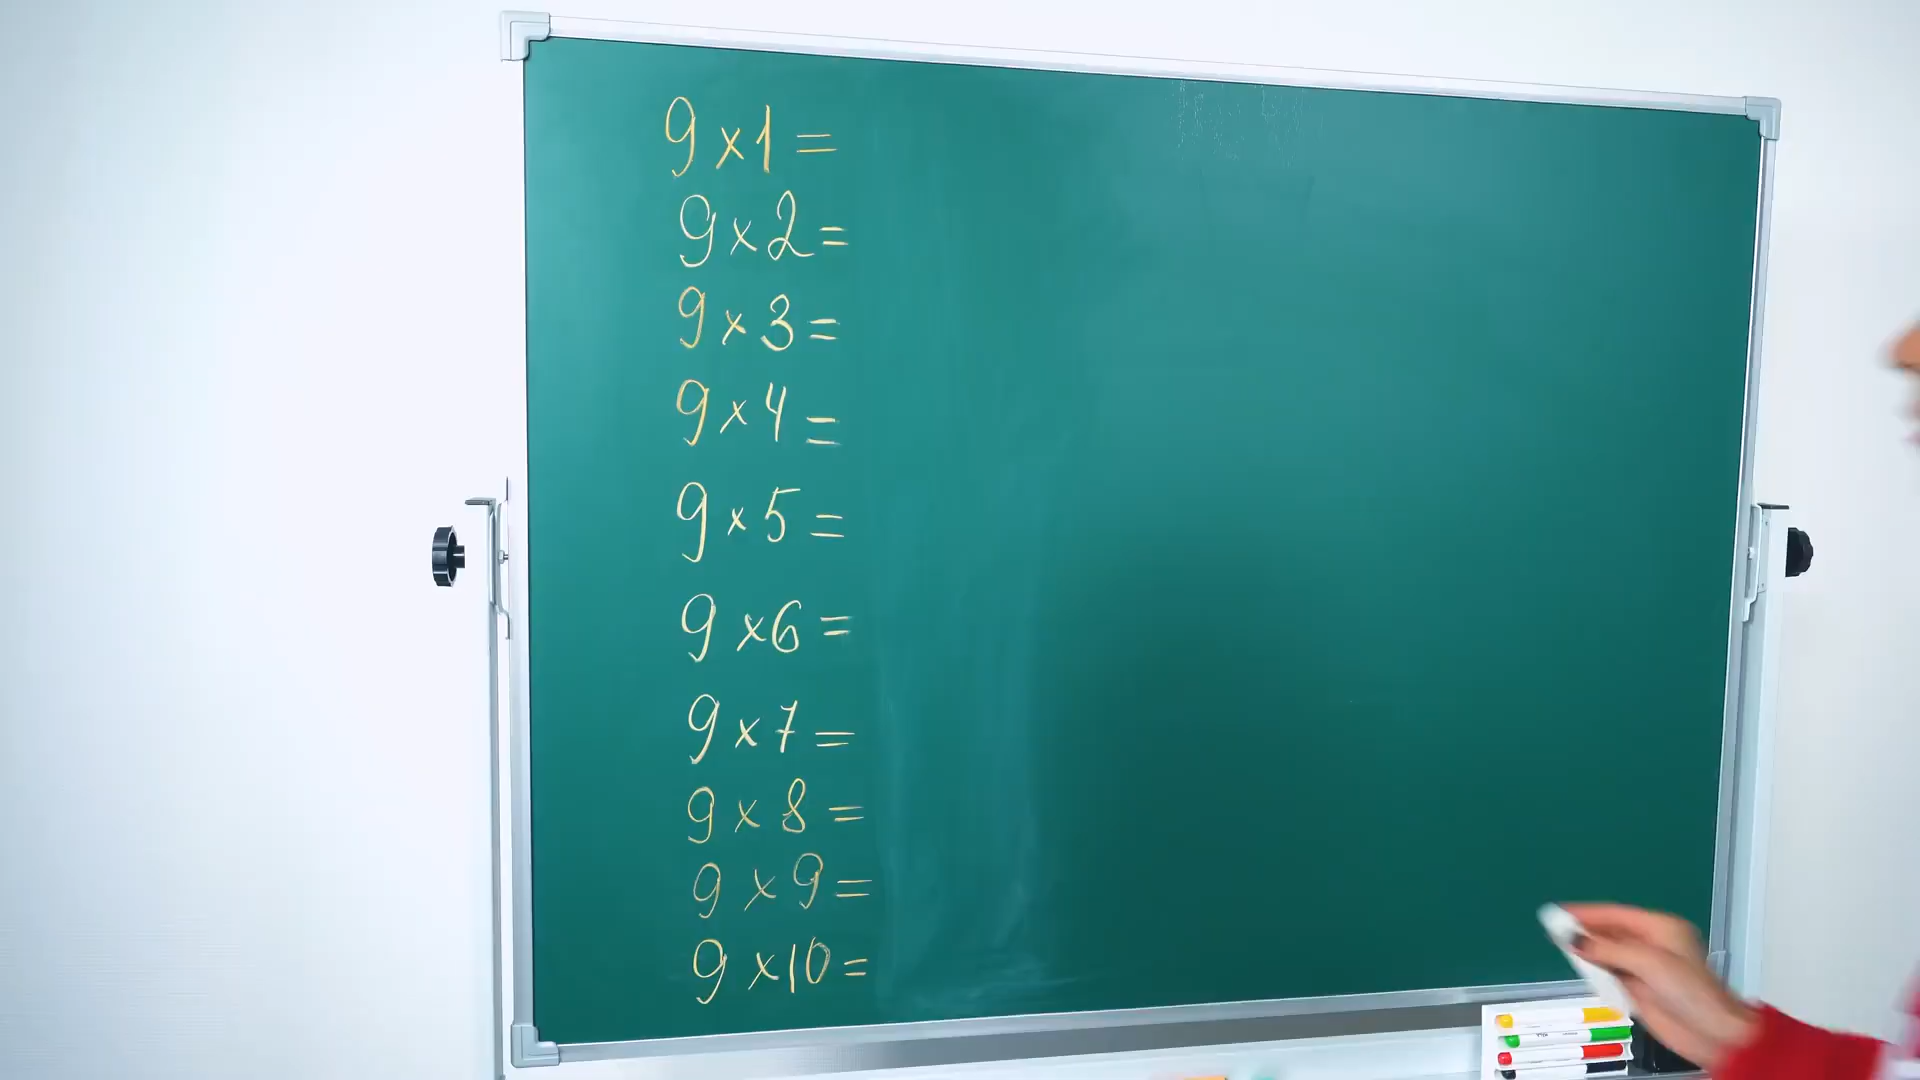 9 x 1 =
9 x 2 =
9 x 3 =
9 x 4 =
9 x 5 =
9 x 6 =
9 x 7 =
9 x 8 =
9 x 9 =
9 x 10 =